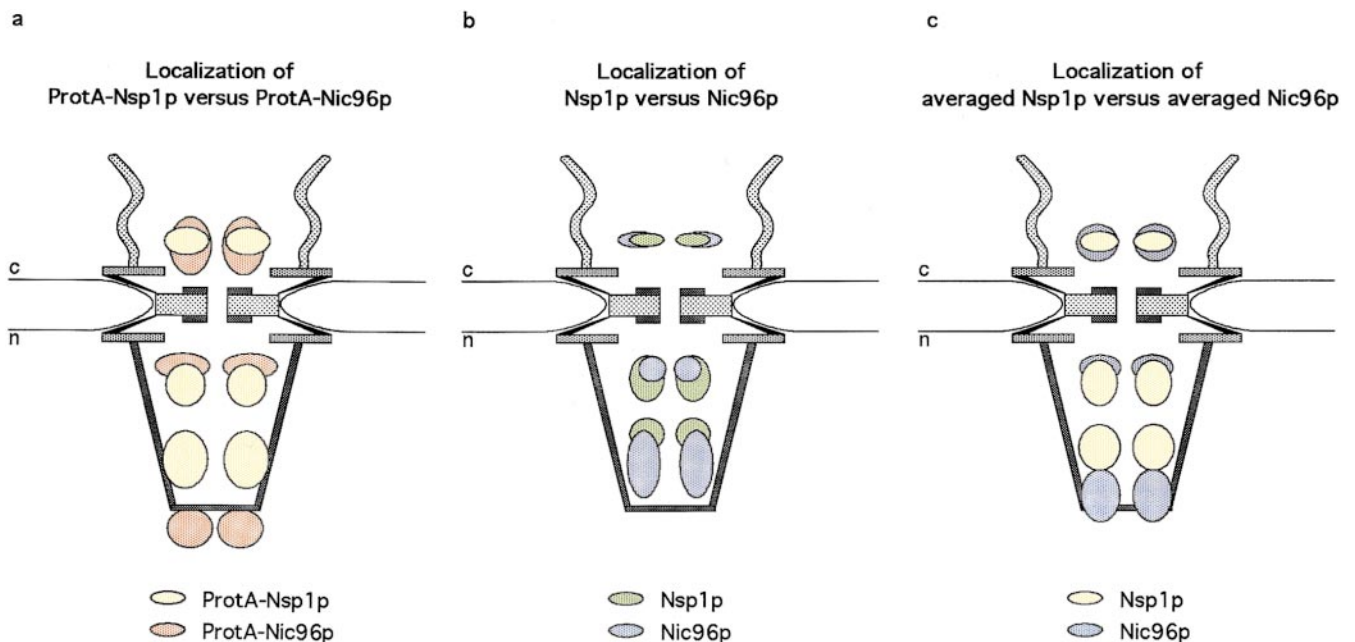 a
Localization of
ProtA-Nsp1p versus ProtA-Nic96p
c
n
ProtA-Nsp1p
ProtA-Nic96p
b
Localization of
Nsp1p versus Nic96p
c
n
Nsp1p
Nic96p
c
Localization of
averaged Nsp1p versus averaged Nic96p
c
n
Nsp1p
Nic96p